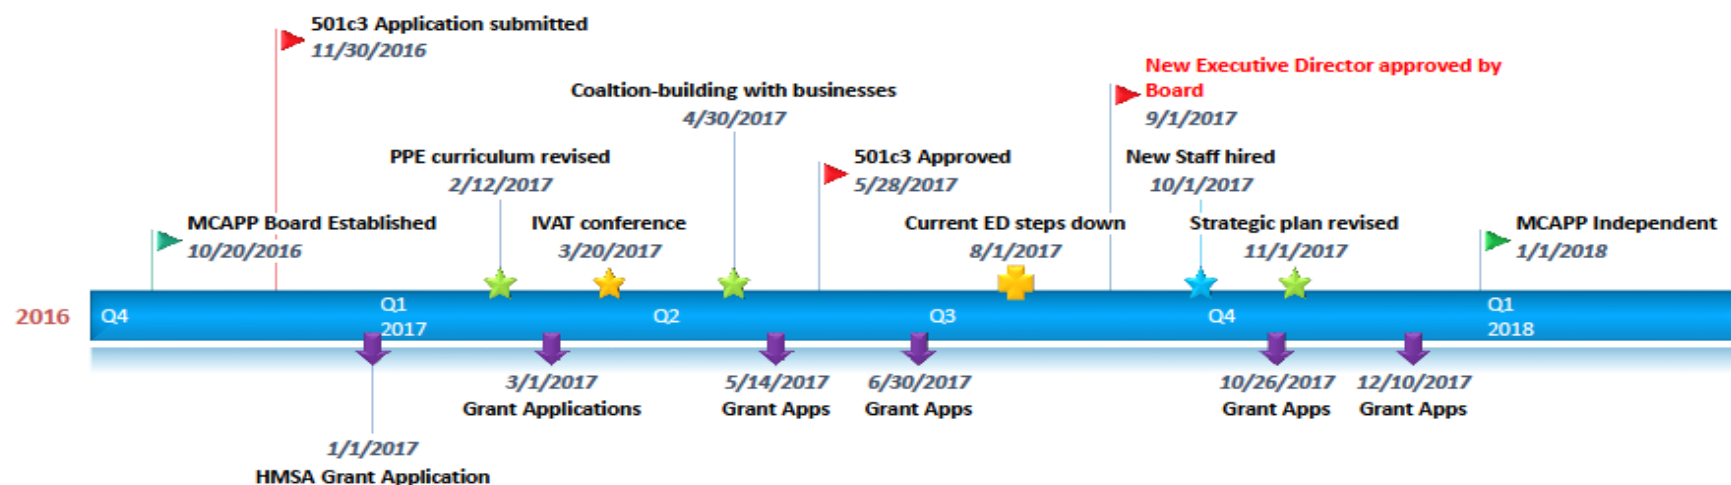 501c3 Application submitted
11/30/2016
New Executive Director approved by
Board
9/1/2017
Coaltion-building with businesses
4/30/2017
PPE curriculum revised
2/12/2017
501c3 Approved
5/28/2017
New Staff hired
10/1/2017
MCAPP Board Established
10/20/2016
IVAT conference
3/20/2017
Current ED steps down
8/1/2017
Strategic plan revised
11/1/2017
MCAPP Independent
1/1/2018
2016
Q4
Q1
2017
Q2
Q3
Q4
Q1
2018
3/1/2017
Grant Applications
5/14/2017
Grant Apps
6/30/2017
Grant Apps
10/26/2017
Grant Apps
12/10/2017
Grant Apps
1/1/2017
HMSA Grant Application